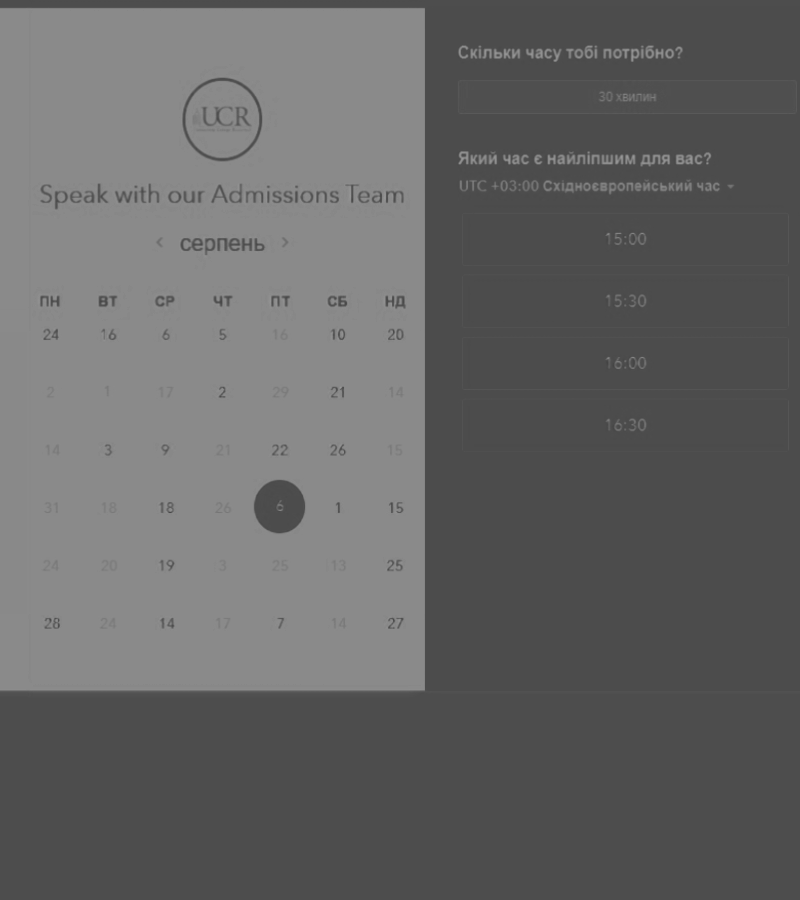 UCR
Speak with our Admissions Team
‹ серпень ›
ПН ВТ СР ЧТ ПТ СБ НД
24 16 6 5 16 10 20
2 1 17 2 29 21 14
14 3 9 21 22 26 15
31 18 18 26 6 1 15
24 20 19 3 25 13 25
28 24 14 17 7 14 27
Скільки часу тобі потрібно?
30 хвилин
Який час є найліпшим для вас?
UTC +03:00 Східноєвропейський час
15:00
15:30
16:00
16:30